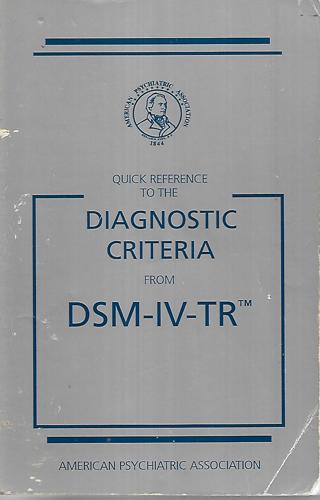 AMERICAN PSYCHIATRIC ASSOCIATION
1844
QUICK REFERENCE
TO THE
DIAGNOSTIC
CRITERIA
FROM
DSM-IV-TR™
AMERICAN PSYCHIATRIC ASSOCIATION